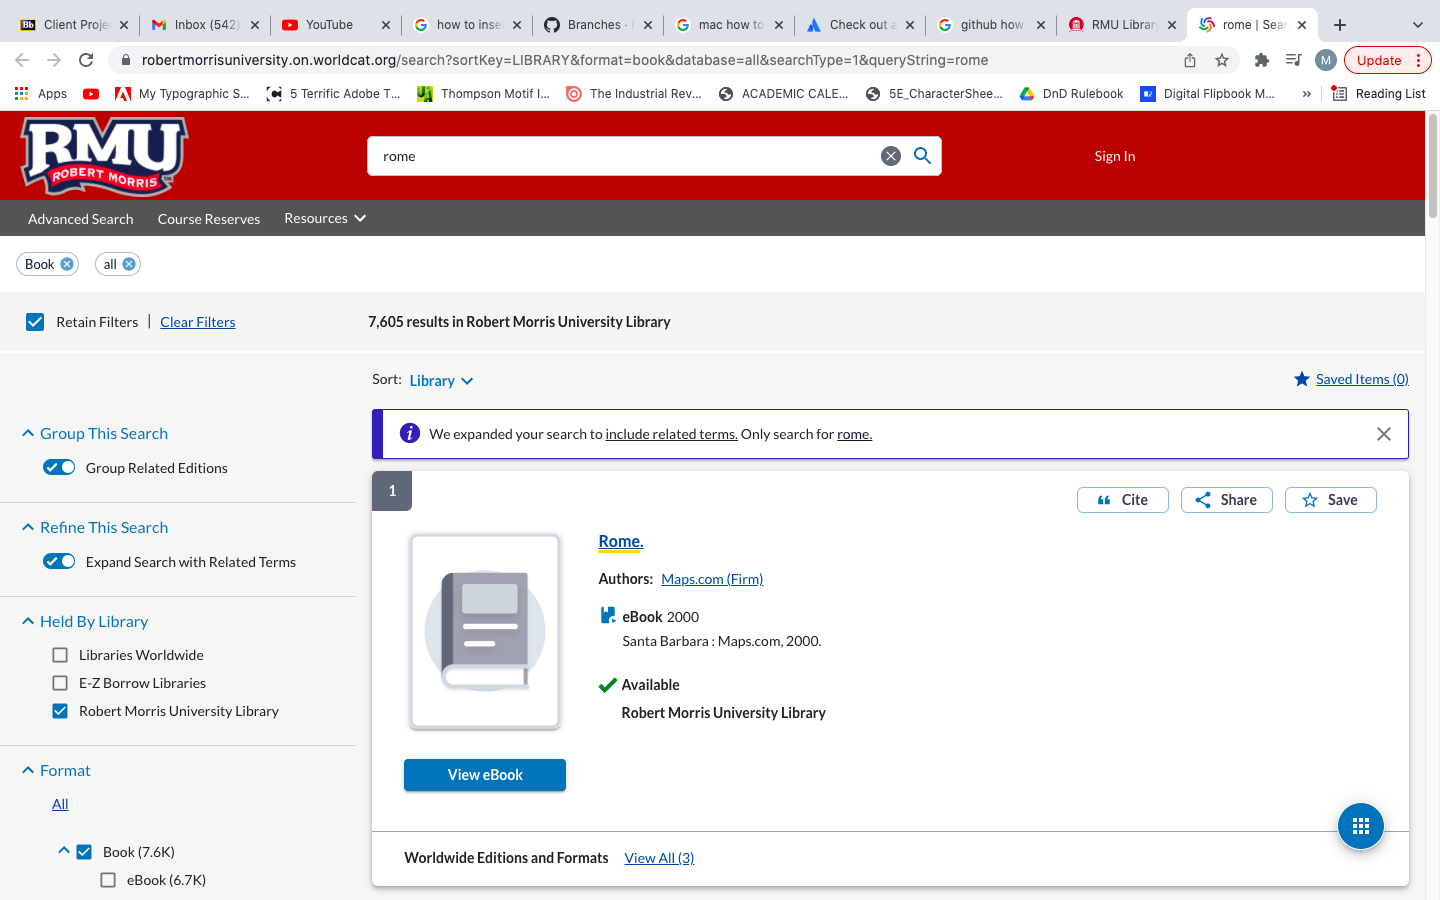 Client Proje
Inbox (542)
YouTube
how to inse
Branches ·
mac how to
Check out a
github how
RMU Library
rome | Sear
robertmorrisuniversity.on.worldcat.org/search?sortKey=LIBRARY&format=book&database=all&searchType=1&queryString=rome
M
Update
Apps
My Typographic S...
5 Terrific Adobe T...
Thompson Motif I...
The Industrial Rev...
ACADEMIC CALE...
5E_CharacterShee...
DnD Rulebook
Digital Flipbook M...
»
Reading List
RMU
ROBERT MORRIS
rome
Sign In
Advanced Search
Course Reserves
Resources
Book
all
Retain Filters | Clear Filters
7,605 results in Robert Morris University Library
Sort: Library
Saved Items (0)
Group This Search
Group Related Editions
Refine This Search
Expand Search with Related Terms
Held By Library
Libraries Worldwide
E-Z Borrow Libraries
Robert Morris University Library
Format
All
Book (7.6K)
eBook (6.7K)
We expanded your search to include related terms. Only search for rome.
1
Cite
Share
Save
Rome.
Authors: Maps.com (Firm)
eBook 2000
Santa Barbara : Maps.com, 2000.
Available
Robert Morris University Library
View eBook
Worldwide Editions and Formats View All (3)